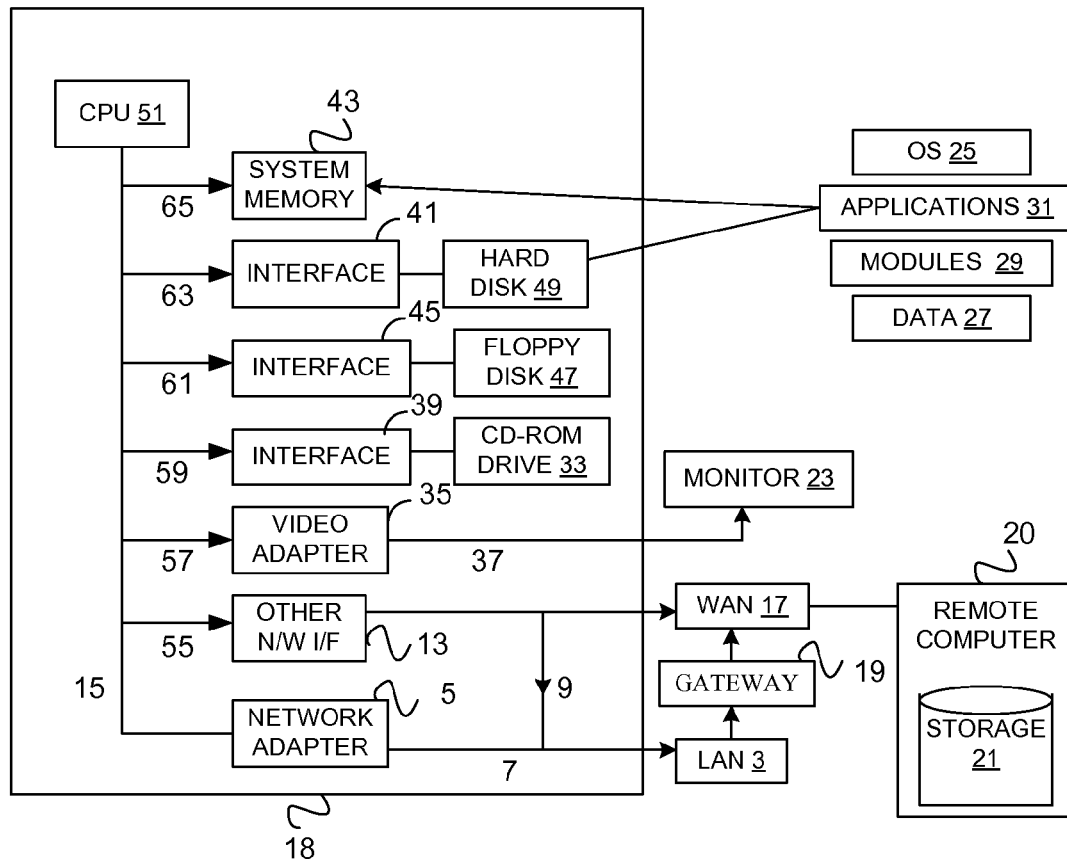 CPU 51
43
SYSTEM
MEMORY
65
OS 25
APPLICATIONS 31
MODULES 29
DATA 27
41
INTERFACE
63
HARD
DISK 49
45
INTERFACE
61
FLOPPY
DISK 47
39
INTERFACE
59
CD-ROM
DRIVE 33
35
VIDEO
ADAPTER
57
37
MONITOR 23
20
OTHER
N/W I/F
55
13
WAN 17
REMOTE
COMPUTER
15
5
9
GATEWAY
19
NETWORK
ADAPTER
7
LAN 3
STORAGE
21
18